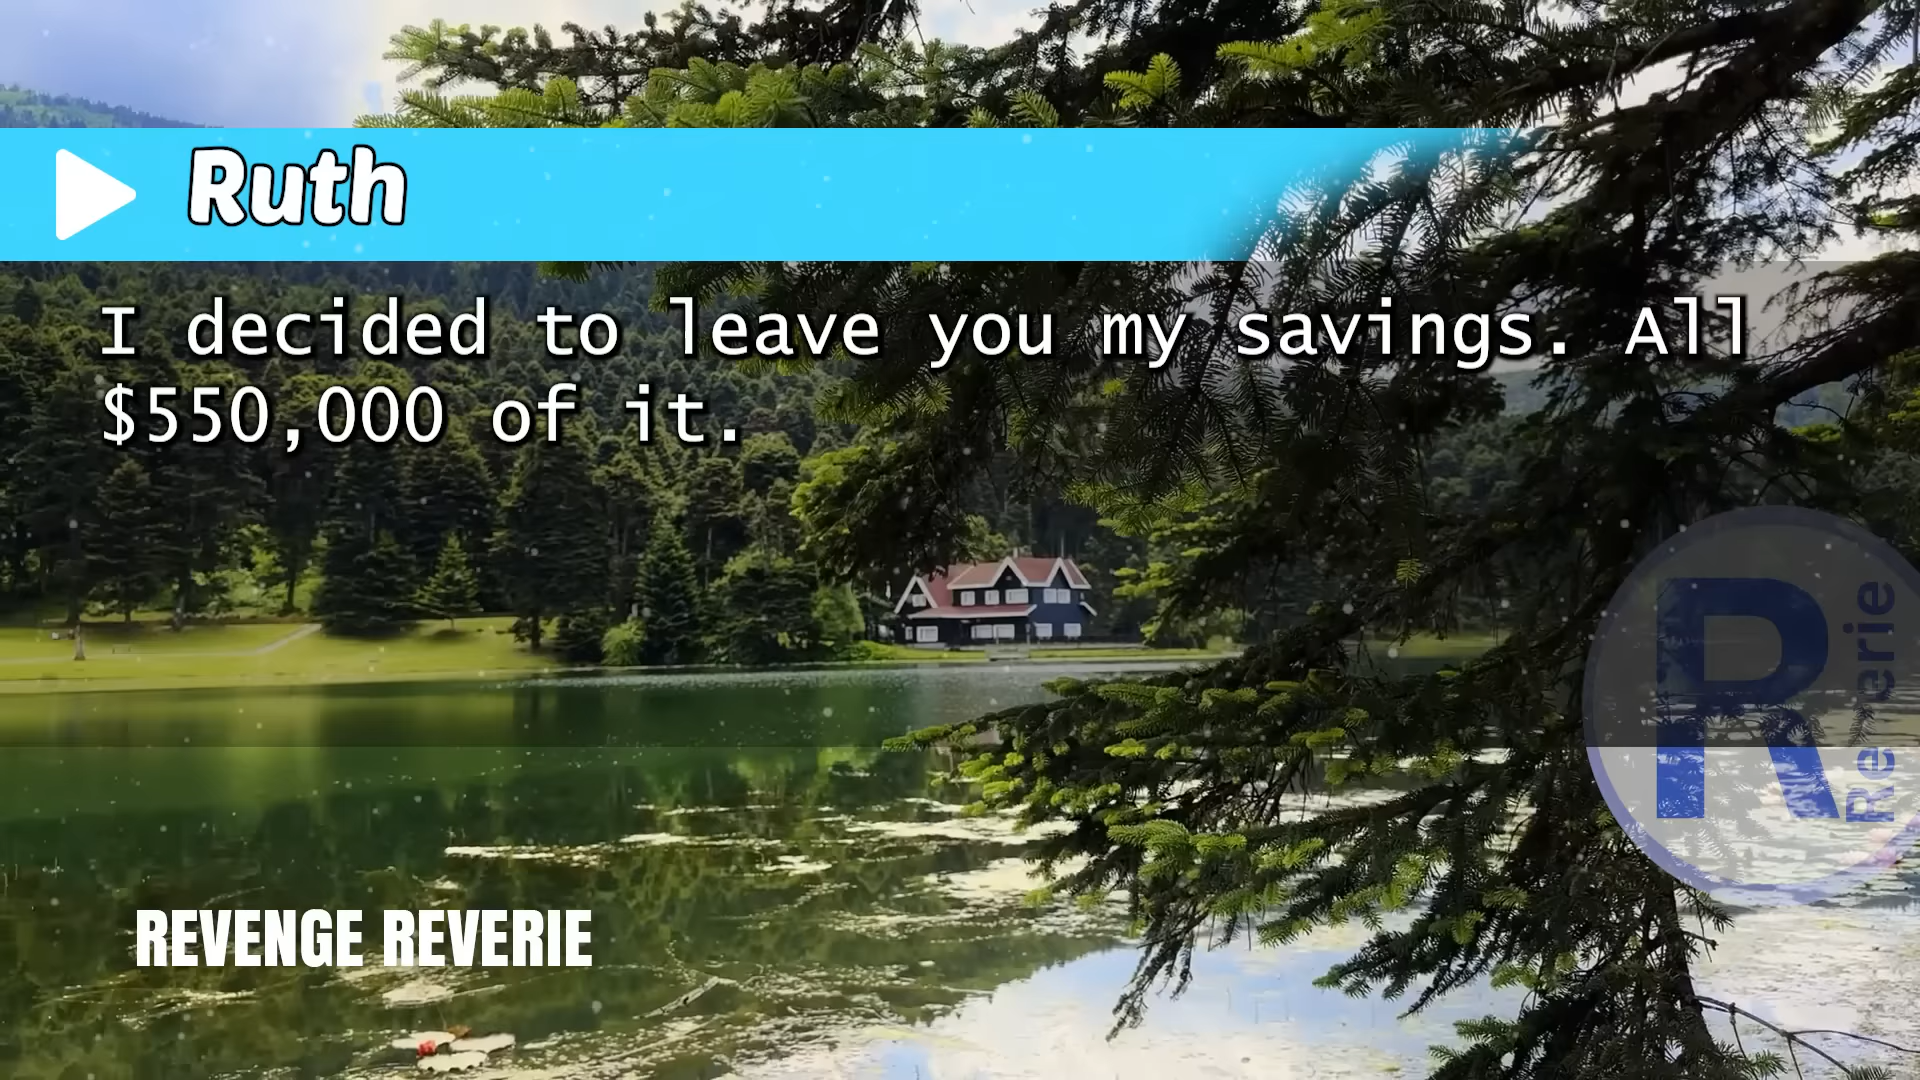 Ruth
I decided to leave you my savings. All
$550,000 of it.
R
Reverie
REVENGE REVERIE